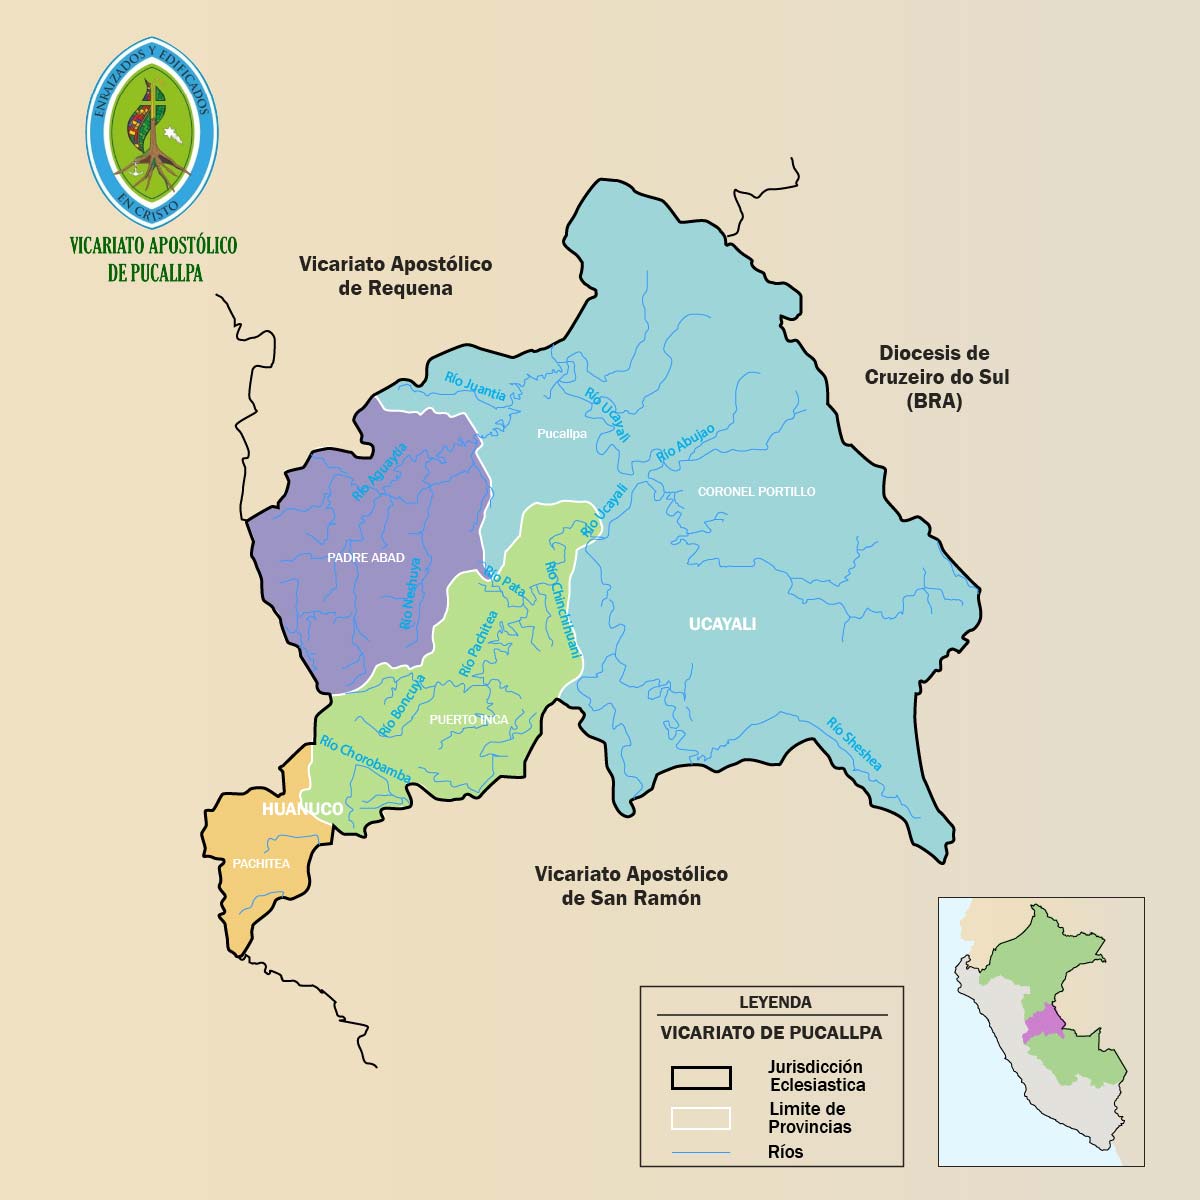 ENRAIZADOS Y EDIFICADOS
EN CRISTO
VICARIATO APOSTÓLICO
DE PUCALLPA
Vicariato Apostólico
de Requena
Diocesis de
Cruzeiro do Sul
(BRA)
Río Juantia
Río Ucayali
Pucallpa
Río Abujao
Río Aguaytia
CORONEL PORTILLO
Río Ucayali
PADRE ABAD
Río Neshuya
Río Pata
Río Chinchihuani
UCAYALI
Río Pachitea
Río Boncuya
PUERTO INCA
Río Chorobamba
Río Sheshea
HUANUCO
PACHITEA
Vicariato Apostólico
de San Ramón
LEYENDA
VICARIATO DE PUCALLPA
Jurisdicción
Eclesiastica
Limite de
Provincias
Ríos